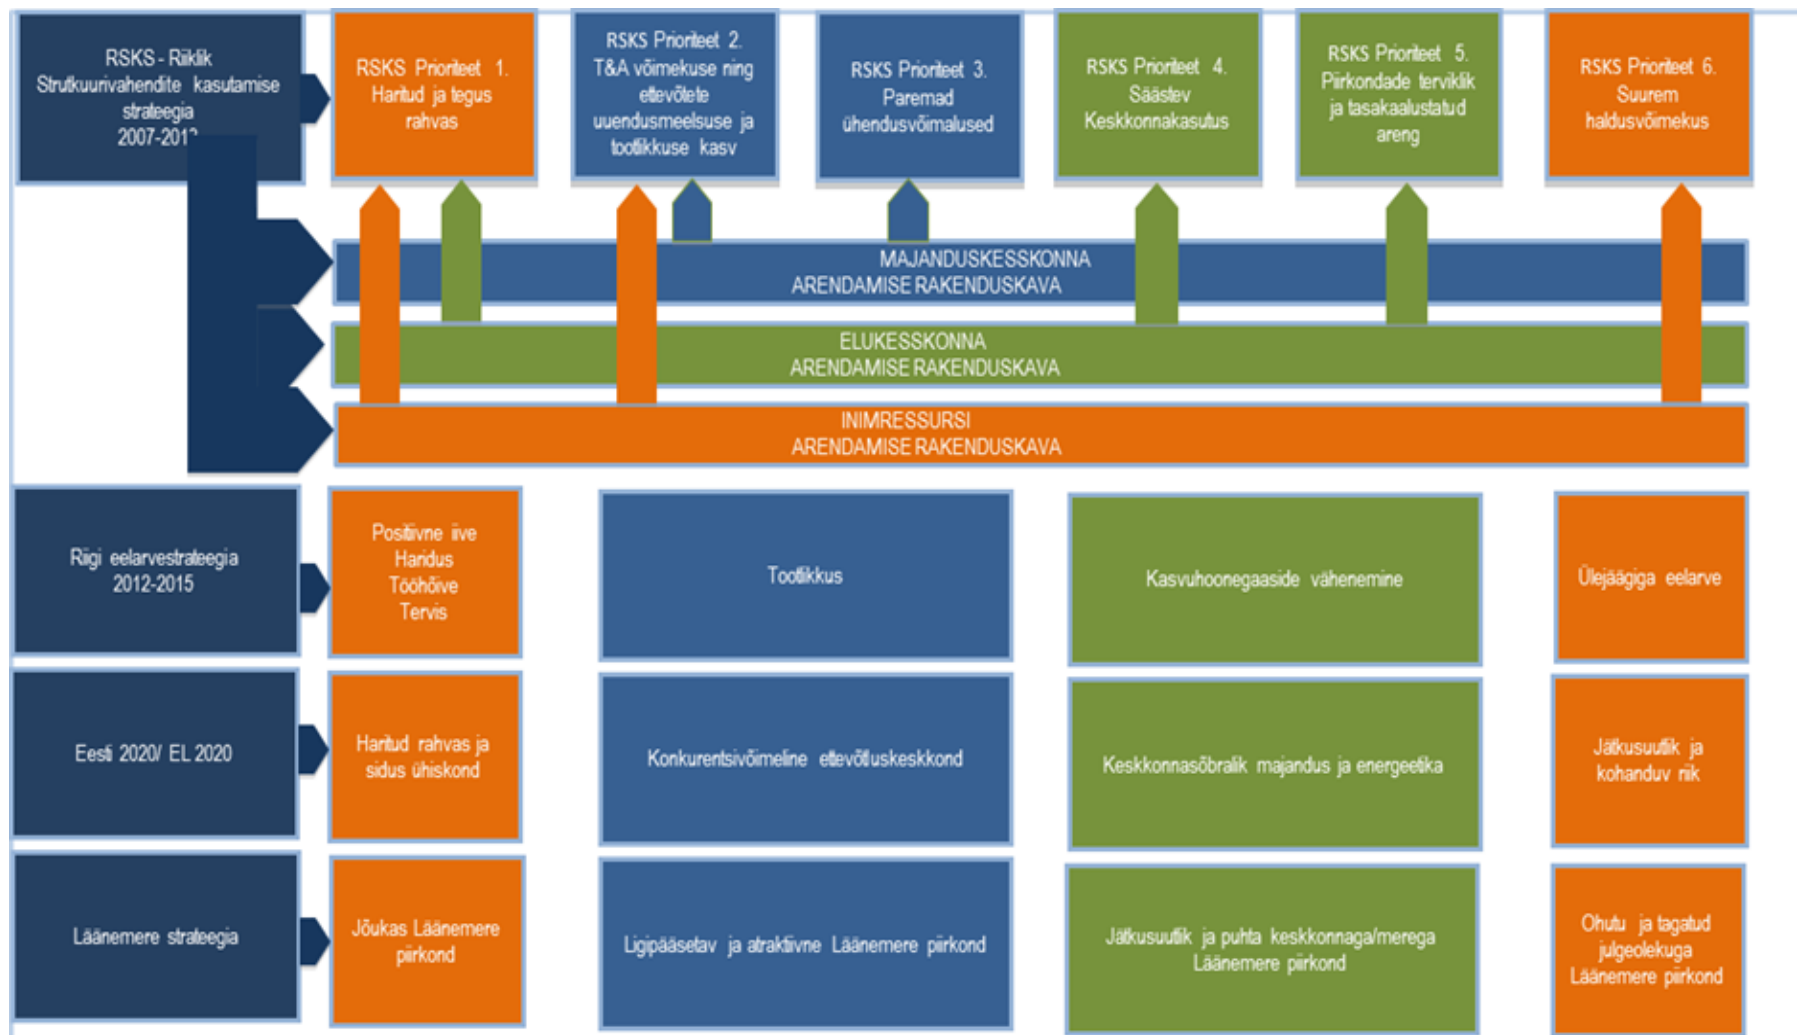 RSKS - Riiklik
Strutkuurivahendite kasutamise
strateegia
2007-2013
RSKS Prioriteet 1.
Haritud ja tegus
rahvas
RSKS Prioriteet 2.
T&A võimekuse ning
ettevõtete
uuendusmeelsuse ja
tootlikkuse kasv
RSKS Prioriteet 3.
Paremad
ühendusvõimalused
RSKS Prioriteet 4.
Säästev
Keskkonnakasutus
RSKS Prioriteet 5.
Piirkondade terviklik
ja tasakaalustatud
areng
RSKS Prioriteet 6.
Suurem
haldusvõimekus
MAJANDUSKESSKONNA
ARENDAMISE RAKENDUSKAVA
ELUKESSKONNA
ARENDAMISE RAKENDUSKAVA
INIMRESSURSI
ARENDAMISE RAKENDUSKAVA
Riigi eelarvestrateegia
2012-2015
Positiivne iive
Haridus
Tööhõive
Tervis
Tootlikkus
Kasvuhoonegaaside vähenemine
Ülejäägiga eelarve
Eesti 2020/ EL 2020
Haritud rahvas ja
sidus ühiskond
Konkurentsivõimeline ettevõtluskeskkond
Keskkonnasõbralik majandus ja energeetika
Jätkusuutlik ja
kohanduv riik
Läänemere strateegia
Jõukas Läänemere
piirkond
Ligipääsetav ja atraktiivne Läänemere piirkond
Jätkusuutlik ja puhta keskkonnaga/merega
Läänemere piirkond
Ohutu ja tagatud
julgeolekuga
Läänemere piirkond